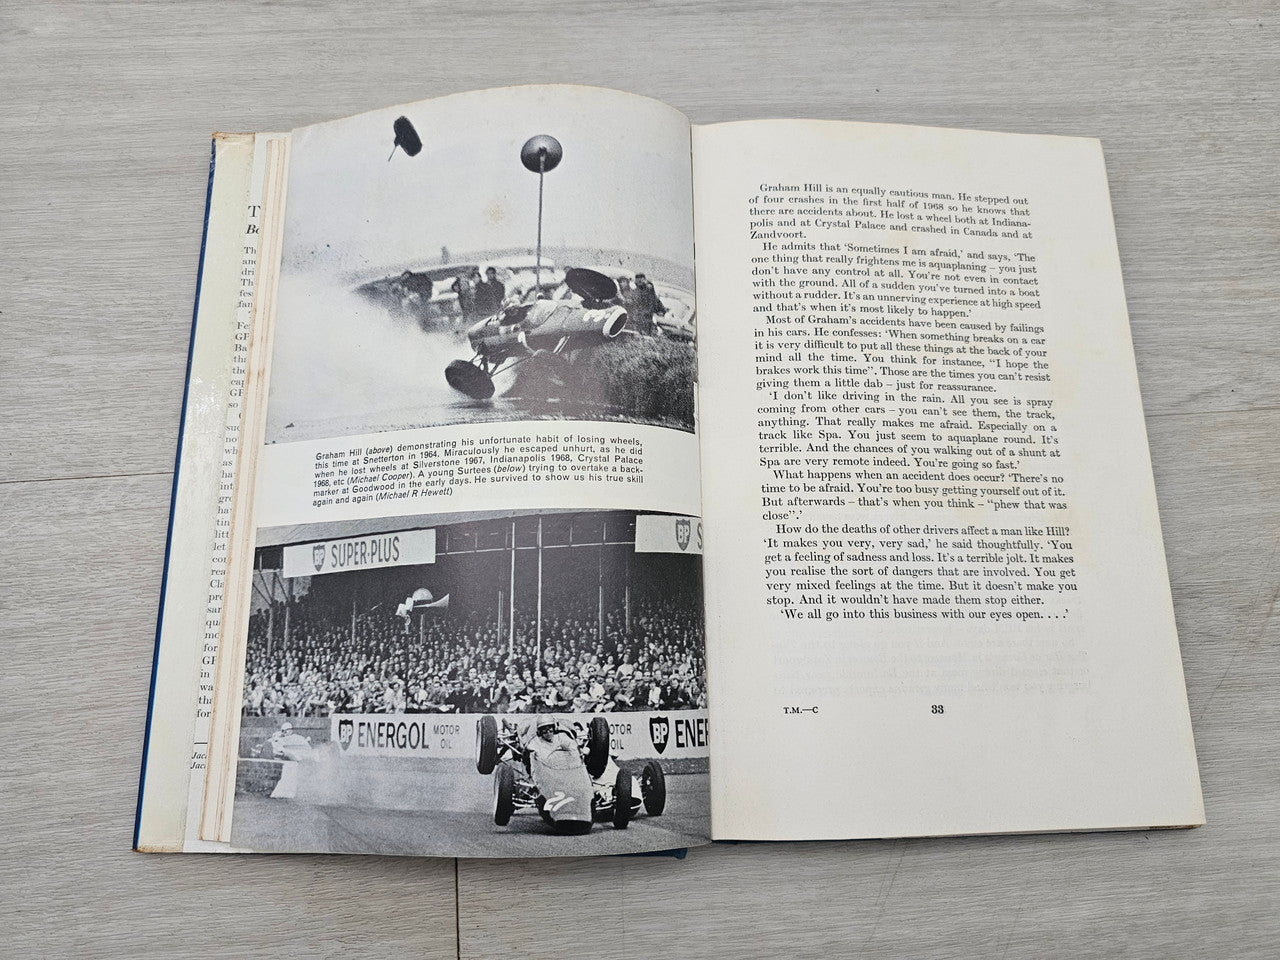 Graham Hill (above) demonstrating his unfortunate habit of losing wheels,
this time at Snetterton in 1964. Miraculously he escaped unhurt, as he did
when he lost wheels at Silverstone 1967, Indianapolis 1968, Crystal Palace
1968, etc (Michael Cooper). A young Surtees (below) trying to overtake a back-
marker at Goodwood in the early days. He survived to show us his true skill
again and again (Michael R Hewett)
BP SUPER-PLUS
BP
BP ENERGOL MOTOR OIL
MOTOR OIL
BP ENE
21
Graham Hill is an equally cautious man. He stepped out
of four crashes in the first half of 1968 so he knows that
there are accidents about. He lost a wheel both at Indiana-
polis and at Crystal Palace and crashed in Canada and at
Zandvoort.
He admits that ‘Sometimes I am afraid,’ and says, ‘The
one thing that really frightens me is aquaplaning – you just
don't have any control at all. You're not even in contact
with the ground. All of a sudden you've turned into a boat
without a rudder. It's an unnerving experience at high speed
and that's when it's most likely to happen.’
Most of Graham's accidents have been caused by failings
in his cars. He confesses: ‘When something breaks on a car
it is very difficult to put all these things at the back of your
mind all the time. You think for instance, “I hope the
brakes work this time”. Those are the times you can't resist
giving them a little dab – just for reassurance.
‘I don't like driving in the rain. All you see is spray
coming from other cars – you can't see them, the track,
anything. That really makes me afraid. Especially on a
track like Spa. You just seem to aquaplane round. It's
terrible. And the chances of you walking out of a shunt at
Spa are very remote indeed. You're going so fast.’
What happens when an accident does occur? ‘There's no
time to be afraid. You're too busy getting yourself out of it.
But afterwards – that's when you think – “phew that was
close”.’
How do the deaths of other drivers affect a man like Hill?
‘It makes you very, very sad,’ he said thoughtfully. ‘You
get a feeling of sadness and loss. It's a terrible jolt. It makes
you realise the sort of dangers that are involved. You get
very mixed feelings at the time. But it doesn't make you
stop. And it wouldn't have made them stop either.
‘We all go into this business with our eyes open. . . .’
T.M.—C
33